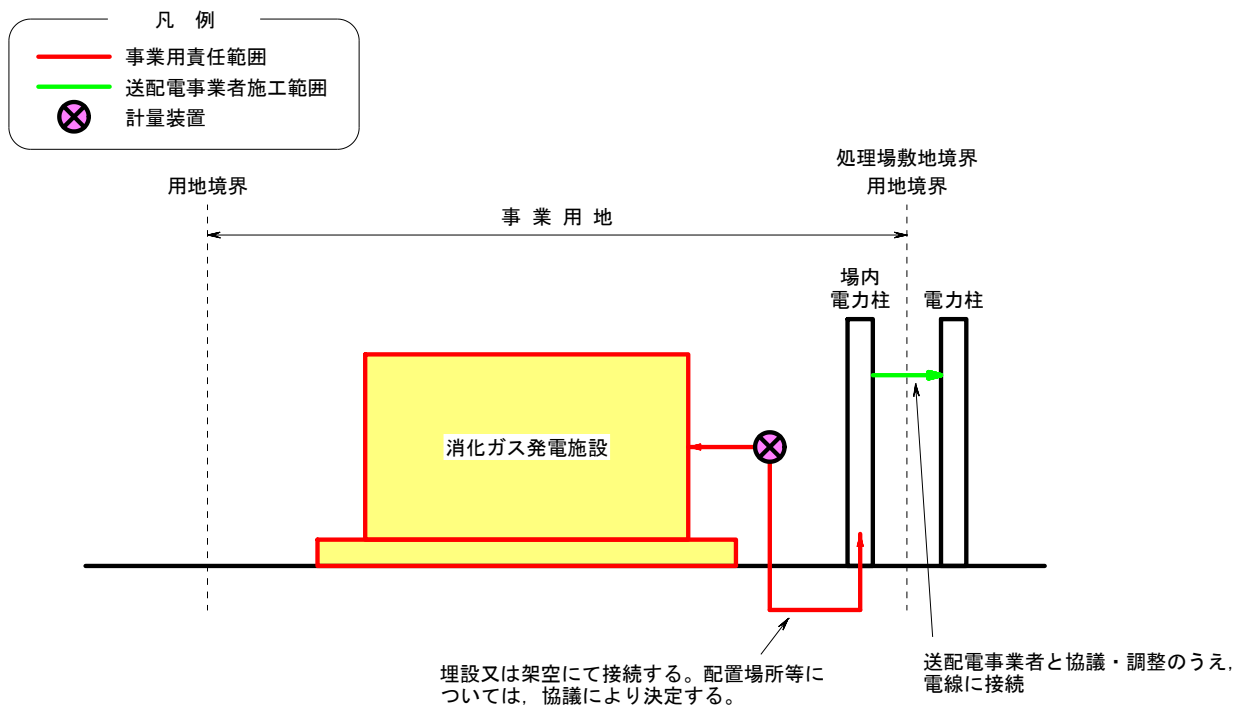 凡 例
事業用責任範囲
送配電事業者施工範囲
計量装置
処理場敷地境界
用地境界
用地境界
事 業 用 地
場内
電力柱
電力柱
消化ガス発電施設
埋設又は架空にて接続する。配置場所等に
ついては，協議により決定する。
送配電事業者と協議・調整のうえ，
電線に接続